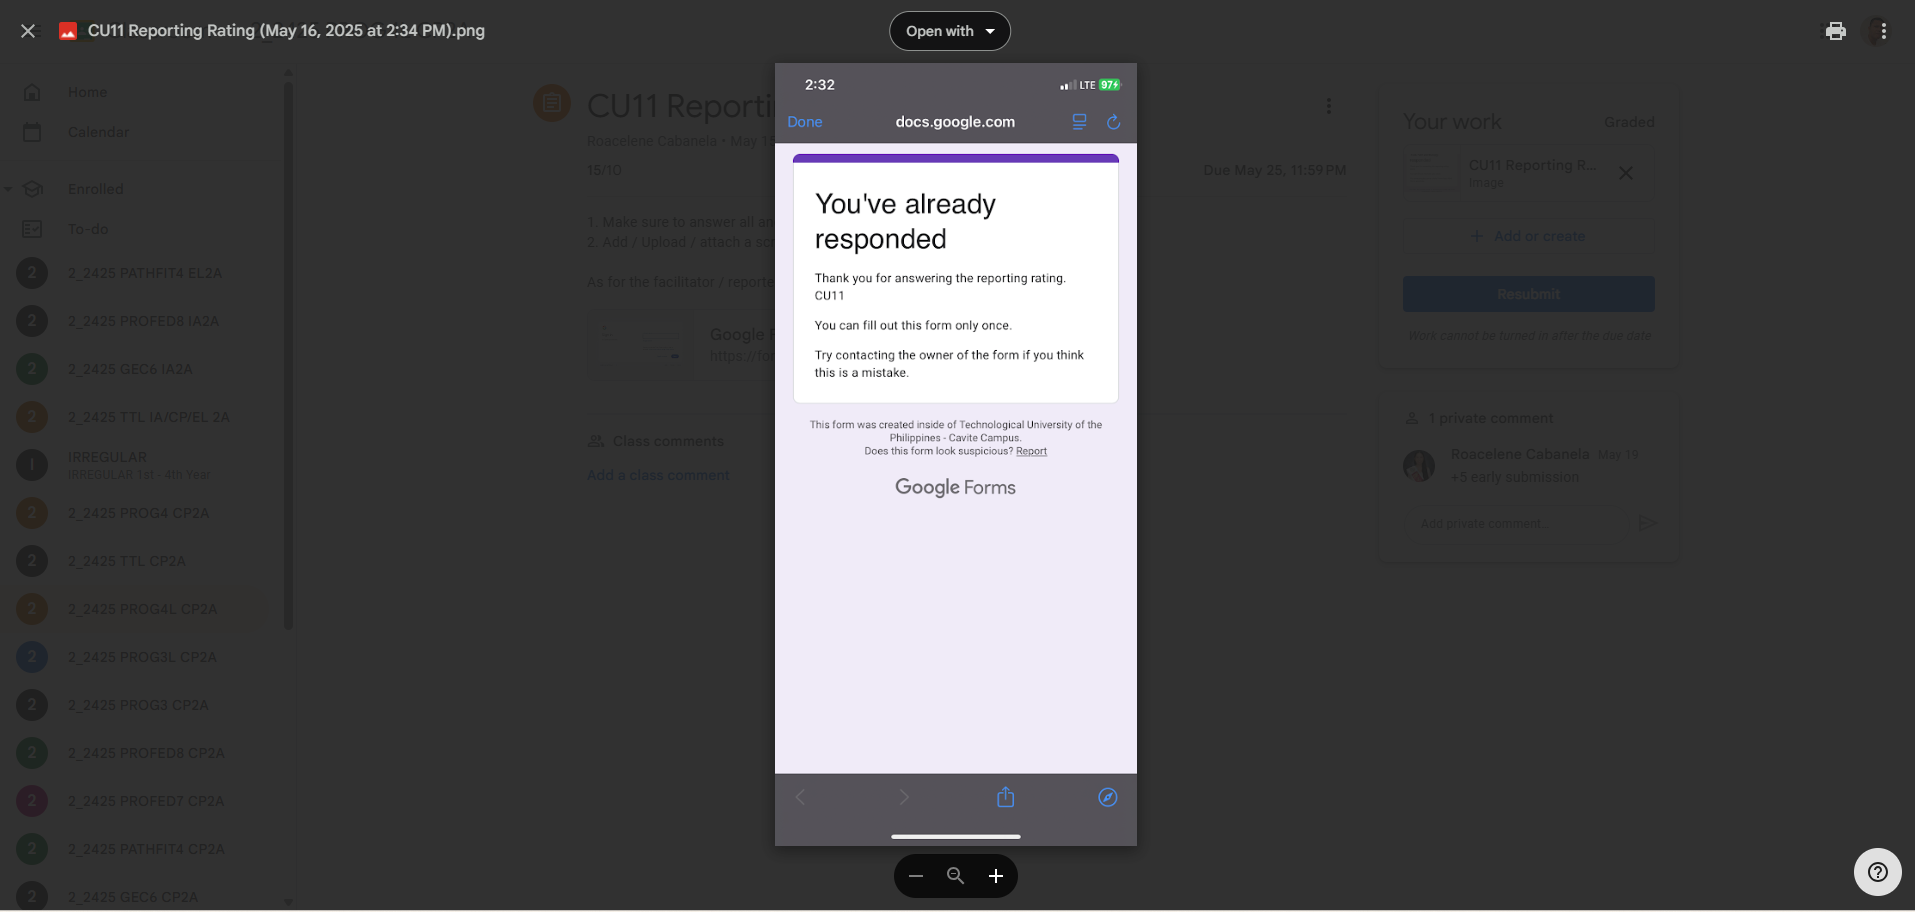 CU11 Reporting Rating (May 16, 2025 at 2:34 PM).png
Open with
Home
Calendar
Enrolled
To-do
2 2_2425 PATHFIT4 EL2A
2 2_2425 PROFED8 IA2A
2 2_2425 GEC6 IA2A
2 2_2425 TTL IA/CP/EL 2A
I IRREGULAR
IRREGULAR 1st - 4th Year
2 2_2425 PROG4 CP2A
2 2_2425 TTL CP2A
2 2_2425 PROG4L CP2A
2 2_2425 PROG3L CP2A
2 2_2425 PROG3 CP2A
2 2_2425 PROFED8 CP2A
2 2_2425 PROFED7 CP2A
2 2_2425 PATHFIT4 CP2A
2 2_2425 GEC6 CP2A
CU11 Reporti
Roacelene Cabanela • May 15
15/10
Due May 25, 11:59 PM
1. Make sure to answer all
2. Add / Upload / attach a
As for the facilitator /
Google
Class comments
Add a class comment
2:32
LTE 97
Done
docs.google.com
You've already
responded
Thank you for answering the reporting rating.
CU11
You can fill out this form only once.
Try contacting the owner of the form if you think
this is a mistake.
This form was created inside of Technological University of the
Philippines - Cavite Campus.
Does this form look suspicious? Report
Google Forms
Your work
Graded
CU11 Reporting R...
Image
Add or create
Resubmit
Work cannot be turned in after the due date
1 private comment
Roacelene Cabanela May 19
+5 early submission
Add private comment...